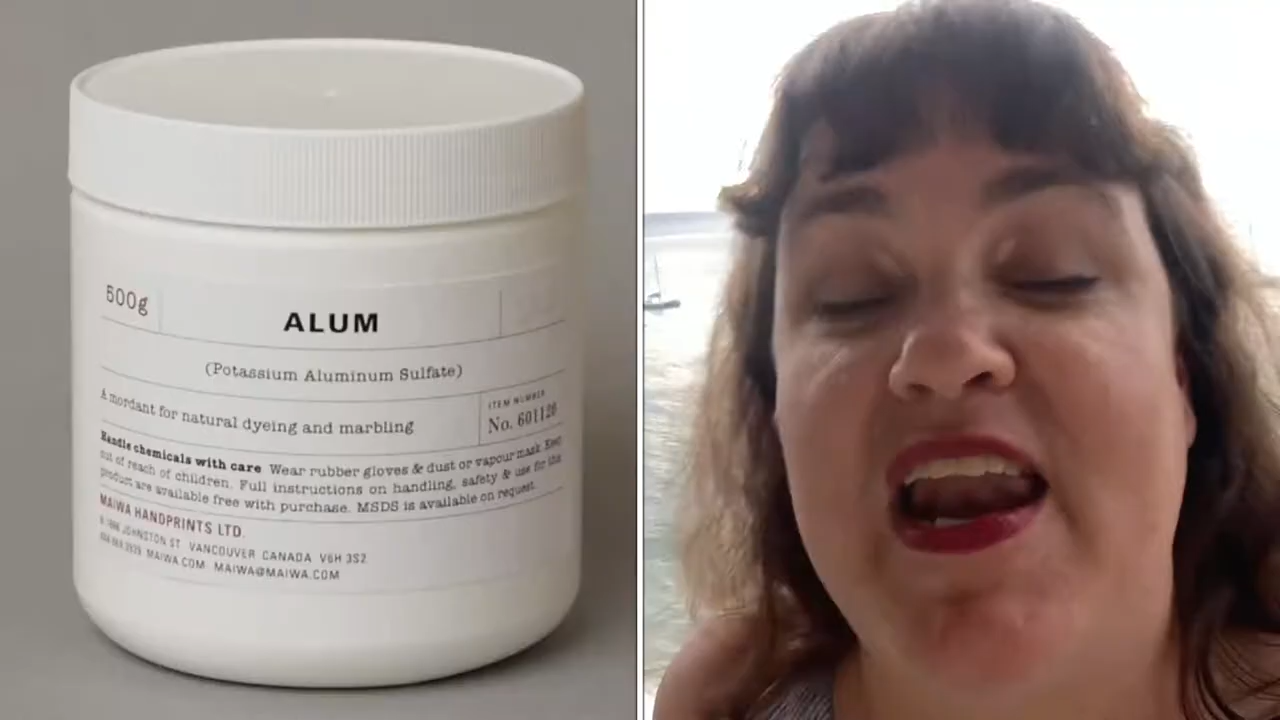 500g
ALUM
(Potassium Aluminum Sulfate)
A mordant for natural dyeing and marbling
ITEM NUMBER
No. 601120
Handle chemicals with care Wear rubber gloves & dust or vapour mask. Keep
out of reach of children. Full instructions on handling, safety & use for this
product are available free with purchase. MSDS is available on request.
MAIWA HANDPRINTS LTD.
JOHNSTON ST VANCOUVER CANADA V6H 3S2
MAIWA.COM MAIWA@MAIWA.COM